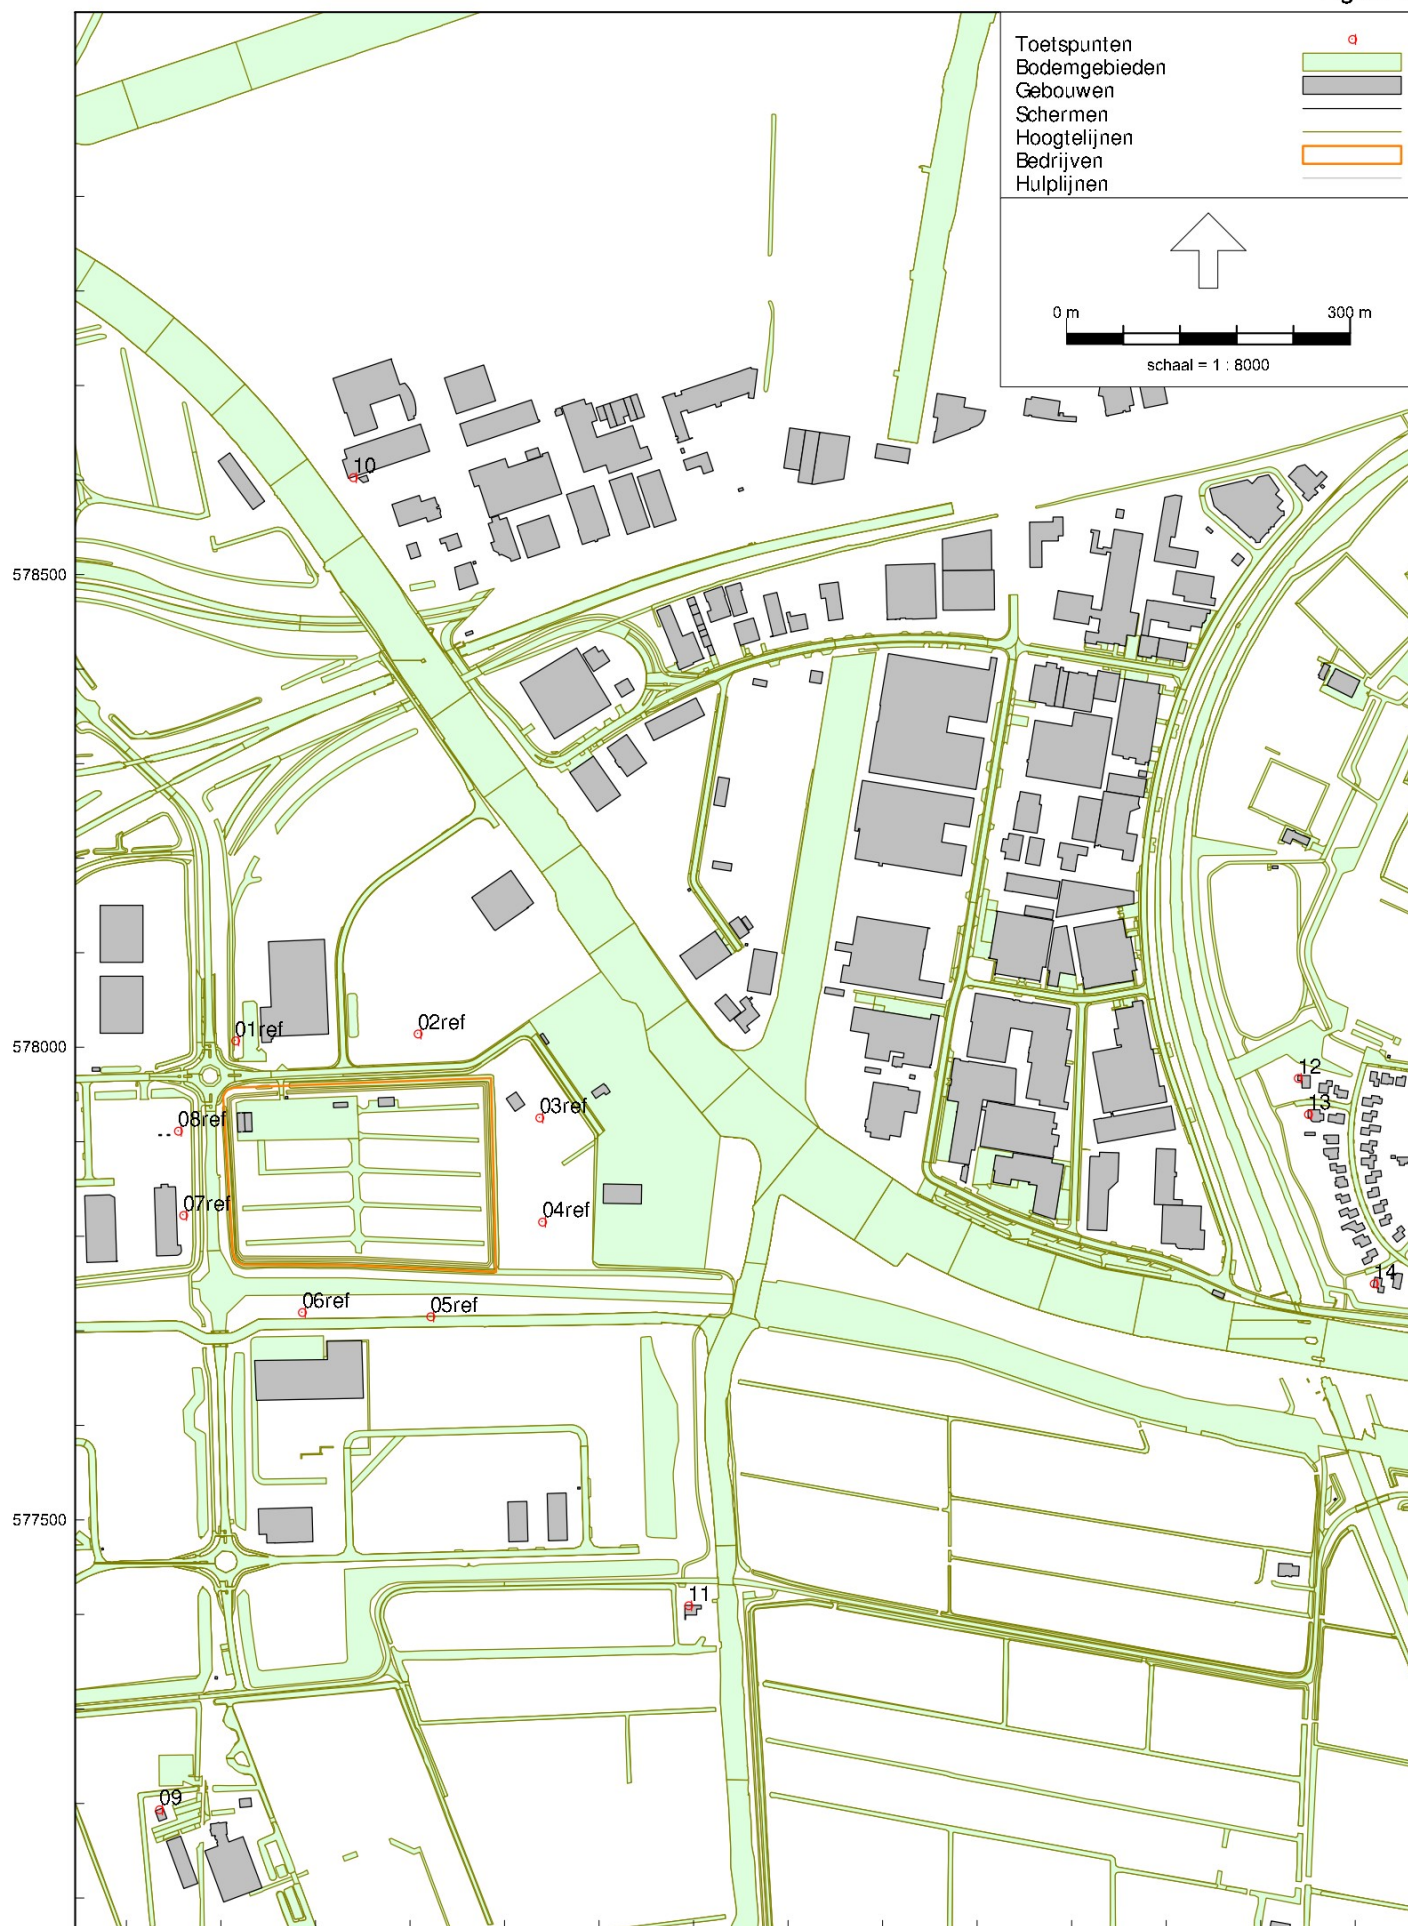 Toetspunten
Bodemgebieden
Gebouwen
Schermen
Hoogtelijnen
Bedrijven
Hulplijnen
0 m 300 m
schaal = 1 : 8000
10
578500
578000
01ref
02ref
12
03ref
13
08ref
07ref
04ref
14
06ref
05ref
577500
11
09